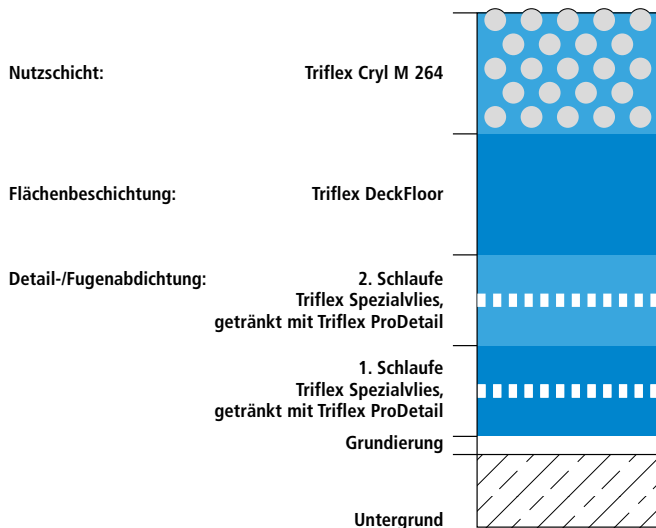 Nutzschicht: Triflex Cryl M 264
Flächenbeschichtung: Triflex DeckFloor
Detail-/Fugenabdichtung: 2. Schlaufe
Triflex Spezialvlies,
getränkt mit Triflex ProDetail
1. Schlaufe
Triflex Spezialvlies,
getränkt mit Triflex ProDetail
Grundierung
Untergrund